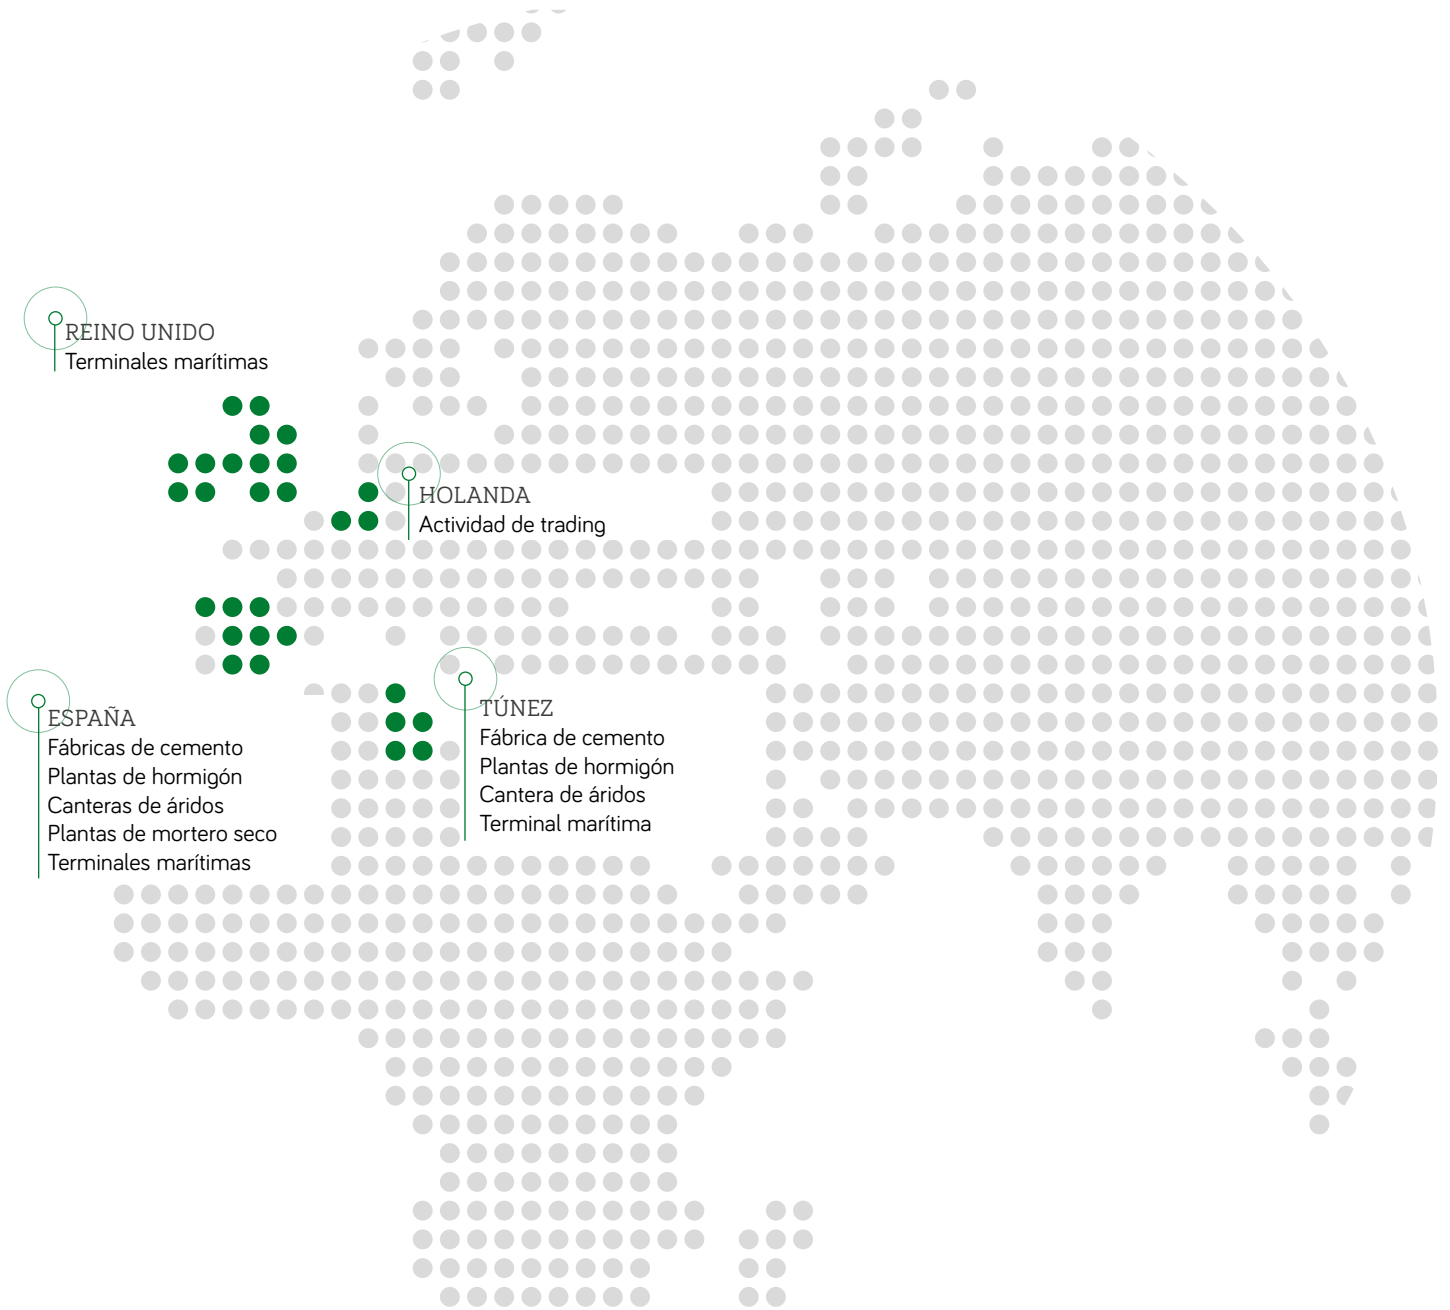 REINO UNIDO
Terminales marítimas
HOLANDA
Actividad de trading
ESPAÑA
Fábricas de cemento
Plantas de hormigón
Canteras de áridos
Plantas de mortero seco
Terminales marítimas
TÚNEZ
Fábrica de cemento
Plantas de hormigón
Cantera de áridos
Terminal marítima